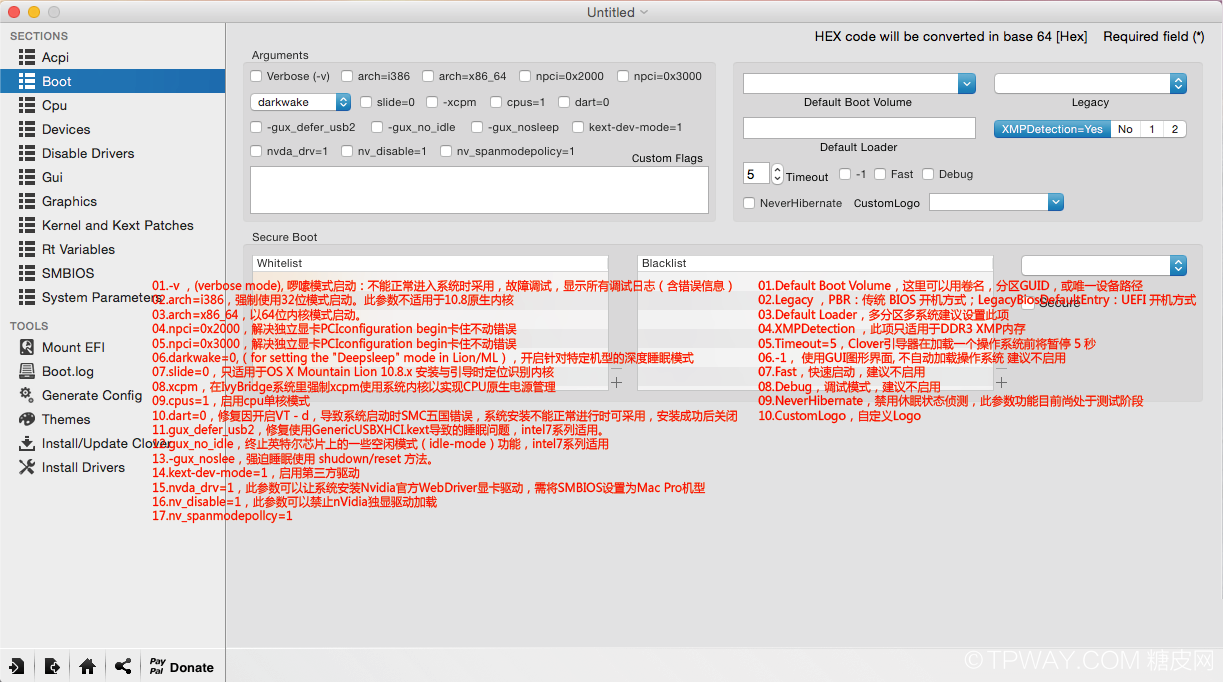 Untitled
HEX code will be converted in base 64 [Hex] Required field (*)
SECTIONS
Acpi
Boot
Cpu
Devices
Disable Drivers
Gui
Graphics
Kernel and Kext Patches
Rt Variables
SMBIOS
System Parameters
TOOLS
Mount EFI
Boot.log
Generate Config
Themes
Install/Update Clover
Install Drivers
Pay
Pal Donate
Arguments
Verbose (-v) arch=i386 arch=x86_64 npci=0x2000 npci=0x3000
darkwake slide=0 -xcpm cpus=1 dart=0
-gux_defer_usb2 -gux_no_idle -gux_nosleep kext-dev-mode=1
nvda_drv=1 nv_disable=1 nv_spanmodepolicy=1
Custom Flags
Default Boot Volume
Legacy
XMPDetection=Yes No 1 2
Default Loader
5 Timeout -1 Fast Debug
NeverHibernate CustomLogo
Secure Boot
Whitelist
Blacklist
Secure
01.-v ，(verbose mode), 啰嗦模式启动：不能正常进入系统时采用，故障调试，显示所有调试日志（含错误信息）
02.arch=i386，强制使用32位模式启动。此参数不适用于10.8原生内核
03.arch=x86_64，以64位内核模式启动。
04.npci=0x2000，解决独立显卡PCIconfiguration begin卡住不动错误
05.npci=0x3000，解决独立显卡PCIconfiguration begin卡住不动错误
06.darkwake=0,（for setting the "Deepsleep" mode in Lion/ML），开启针对特定机型的深度睡眠模式
07.slide=0，只适用于OS X Mountain Lion 10.8.x 安装与引导时定位识别内核
08.xcpm，在IvyBridge系统里强制xcpm使用系统内核以实现CPU原生电源管理
09.cpus=1，启用cpu单核模式
10.dart=0，修复因开启VT - d，导致系统启动时SMC五国错误，系统安装不能正常进行时可采用，安装成功后关闭
11.gux_defer_usb2，修复使用GenericUSBXHCI.kext导致的睡眠问题，intel7系列适用。
12.-gux_no_idle，终止英特尔芯片上的一些空闲模式（idle-mode）功能，intel7系列适用
13.-gux_noslee，强迫睡眠使用 shudown/reset 方法。
14.kext-dev-mode=1，启用第三方驱动
15.nvda_drv=1，此参数可以让系统安装Nvidia官方WebDriver显卡驱动，需将SMBIOS设置为Mac Pro机型
16.nv_disable=1，此参数可以禁止nVidia独显驱动加载
17.nv_spanmodepollcy=1
01.Default Boot Volume，这里可以用卷名，分区GUID，或唯一设备路径
02.Legacy ，PBR：传统 BIOS 开机方式；LegacyBiosDefaultEntry：UEFI 开机方式
03.Default Loader，多分区多系统建议设置此项
04.XMPDetection ，此项只适用于DDR3 XMP内存
05.Timeout=5，Clover引导器在加载一个操作系统前将暂停 5 秒
06.-1， 使用GUI图形界面, 不自动加载操作系统 建议不启用
07.Fast，快速启动，建议不启用
08.Debug，调试模式，建议不启用
09.NeverHibernate，禁用休眠状态侦测，此参数功能目前尚处于测试阶段
10.CustomLogo，自定义Logo
©TPWAY.COM 糖皮网